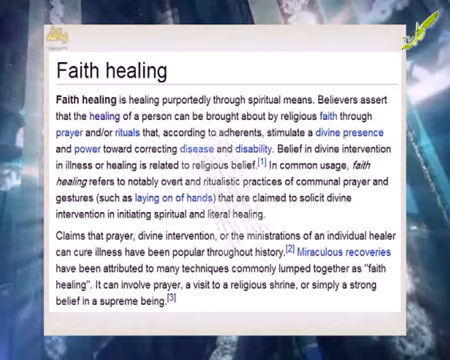 Faith healing
Faith healing is healing purportedly through spiritual means. Believers assert
that the healing of a person can be brought about by religious faith through
prayer and/or rituals that, according to adherents, stimulate a divine presence
and power toward correcting disease and disability. Belief in divine intervention
in illness or healing is related to religious belief.[1] In common usage, faith
healing refers to notably overt and ritualistic practices of communal prayer and
gestures (such as laying on of hands) that are claimed to solicit divine
intervention in initiating spiritual and literal healing.
Claims that prayer, divine intervention, or the ministrations of an individual healer
can cure illness have been popular throughout history.[2] Miraculous recoveries
have been attributed to many techniques commonly lumped together as "faith
healing". It can involve prayer, a visit to a religious shrine, or simply a strong
belief in a supreme being.[3]